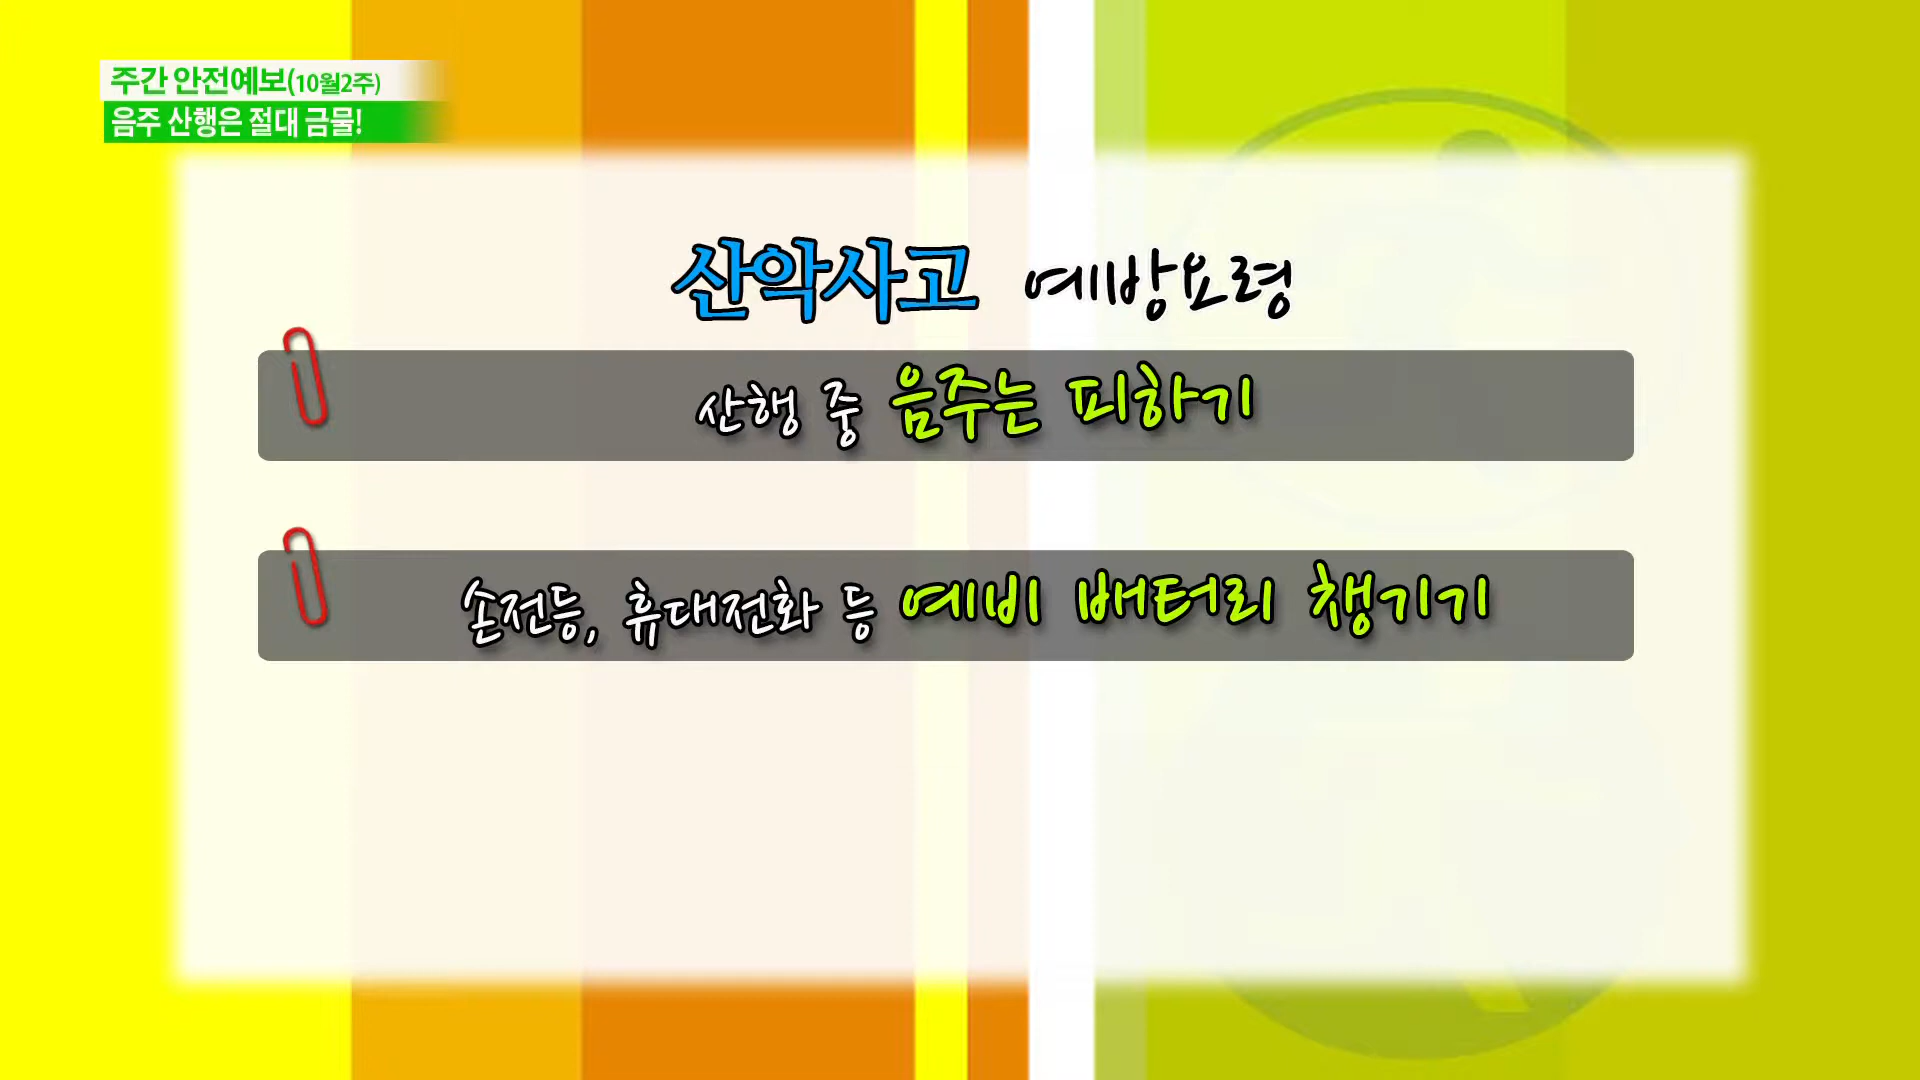 주간 안전예보(10월2주)
음주 산행은 절대 금물!
산악사고 예방요령
산행 중 음주는 피하기
손전등, 휴대전화 등 예비 배터리 챙기기